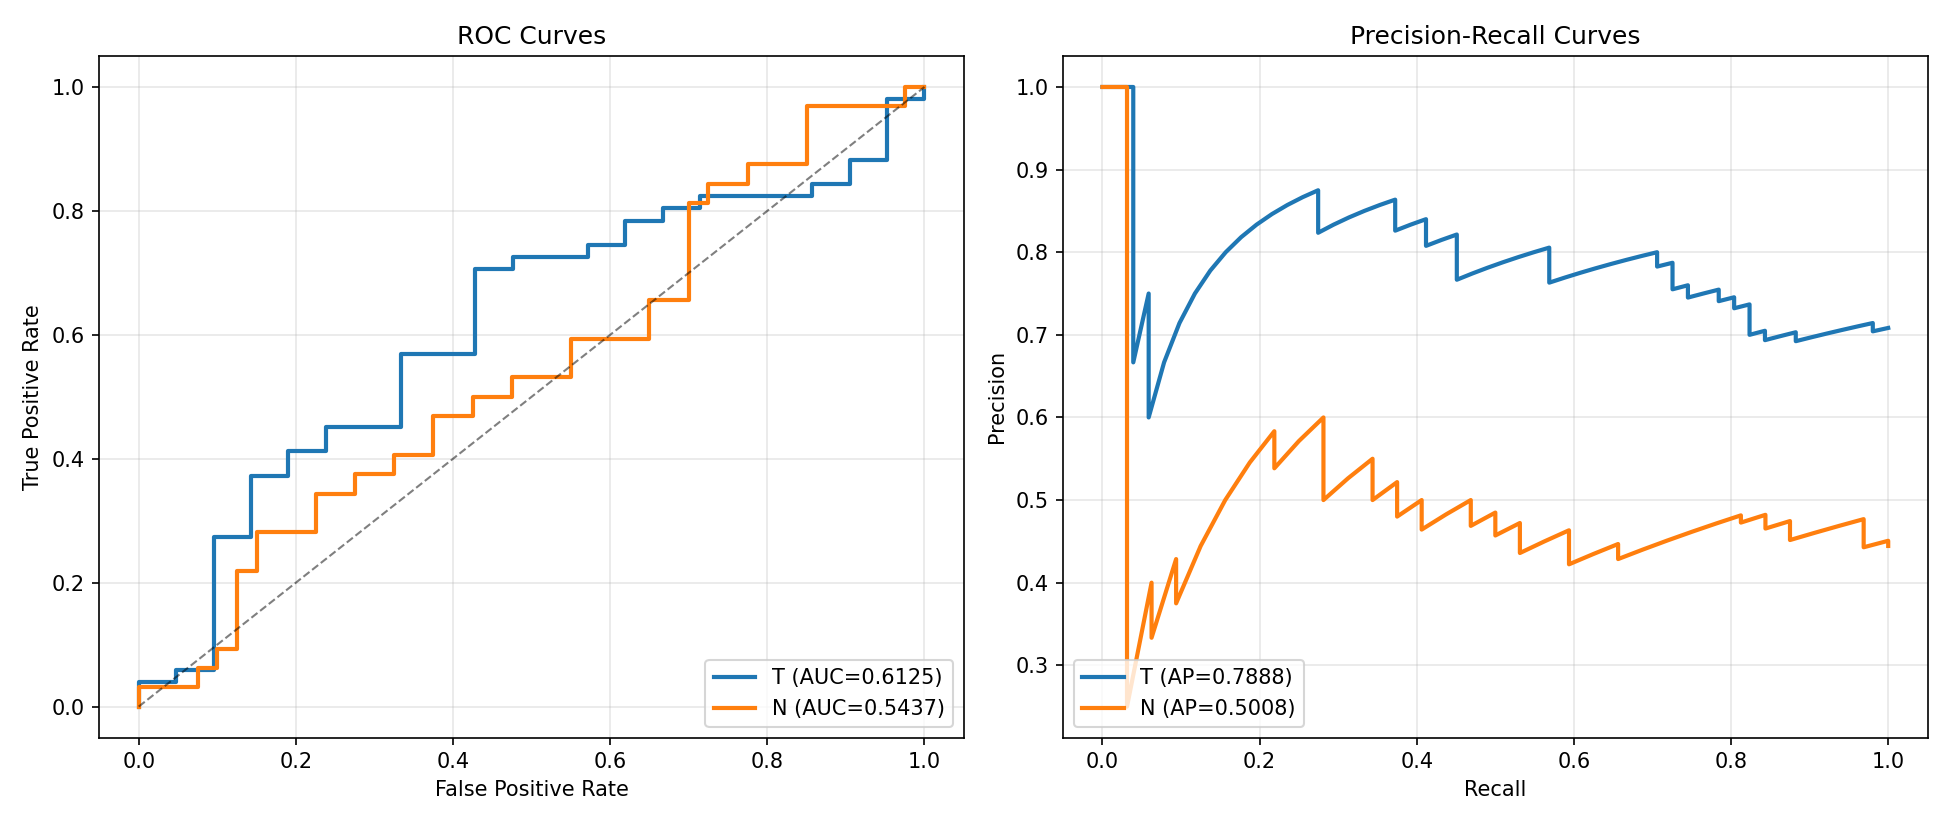 ROC Curves
True Positive Rate
1.0
0.8
0.6
0.4
0.2
0.0
0.0 0.2 0.4 0.6 0.8 1.0
False Positive Rate
T (AUC=0.6125)
N (AUC=0.5437)
Precision-Recall Curves
Precision
1.0
0.9
0.8
0.7
0.6
0.5
0.4
0.3
0.0 0.2 0.4 0.6 0.8 1.0
Recall
T (AP=0.7888)
N (AP=0.5008)